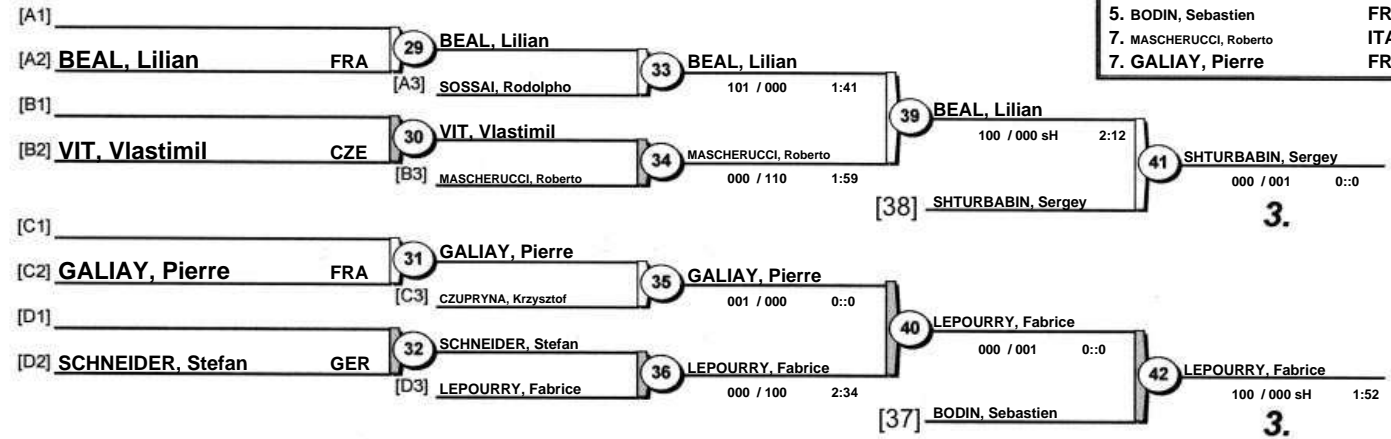 5. BODIN, Sebastien FR
7. MASCHERUCCI, Roberto ITA
7. GALIAY, Pierre FR
[A1]
[A2] BEAL, Lilian FRA
29 BEAL, Lilian
[A3] SOSSAI, Rodolpho
33 BEAL, Lilian
101 / 000 1:41
[B1]
[B2] VIT, Vlastimil CZE
30 VIT, Vlastimil
[B3] MASCHERUCCI, Roberto
34 MASCHERUCCI, Roberto
000 / 110 1:59
39 BEAL, Lilian
100 / 000 sH 2:12
[38] SHTURBABIN, Sergey
41 SHTURBABIN, Sergey
000 / 001 0::0
3.
[C1]
[C2] GALIAY, Pierre FRA
31 GALIAY, Pierre
[C3] CZUPRYNA, Krzysztof
35 GALIAY, Pierre
001 / 000 0::0
[D1]
[D2] SCHNEIDER, Stefan GER
32 SCHNEIDER, Stefan
[D3] LEPOURRY, Fabrice
36 LEPOURRY, Fabrice
000 / 100 2:34
40 LEPOURRY, Fabrice
000 / 001 0::0
[37] BODIN, Sebastien
42 LEPOURRY, Fabrice
100 / 000 sH 1:52
3.